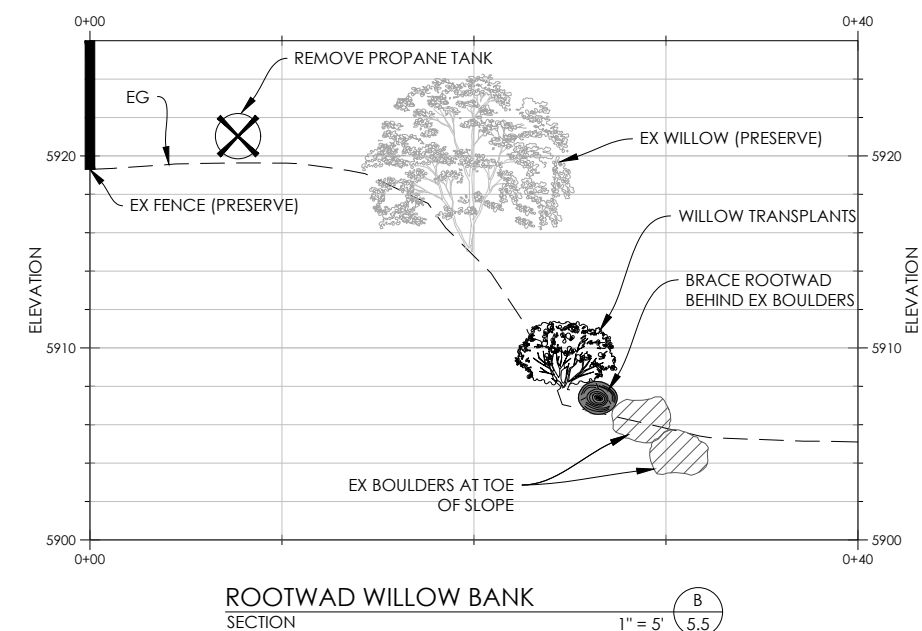 0+00
0+40
REMOVE PROPANE TANK
EG
EX WILLOW (PRESERVE)
5920
5920
EX FENCE (PRESERVE)
WILLOW TRANSPLANTS
BRACE ROOTWAD
BEHIND EX BOULDERS
ELEVATION
ELEVATION
5910
5910
EX BOULDERS AT TOE
OF SLOPE
5900
5900
0+00
0+40
ROOTWAD WILLOW BANK
SECTION
1" = 5'
B
5.5